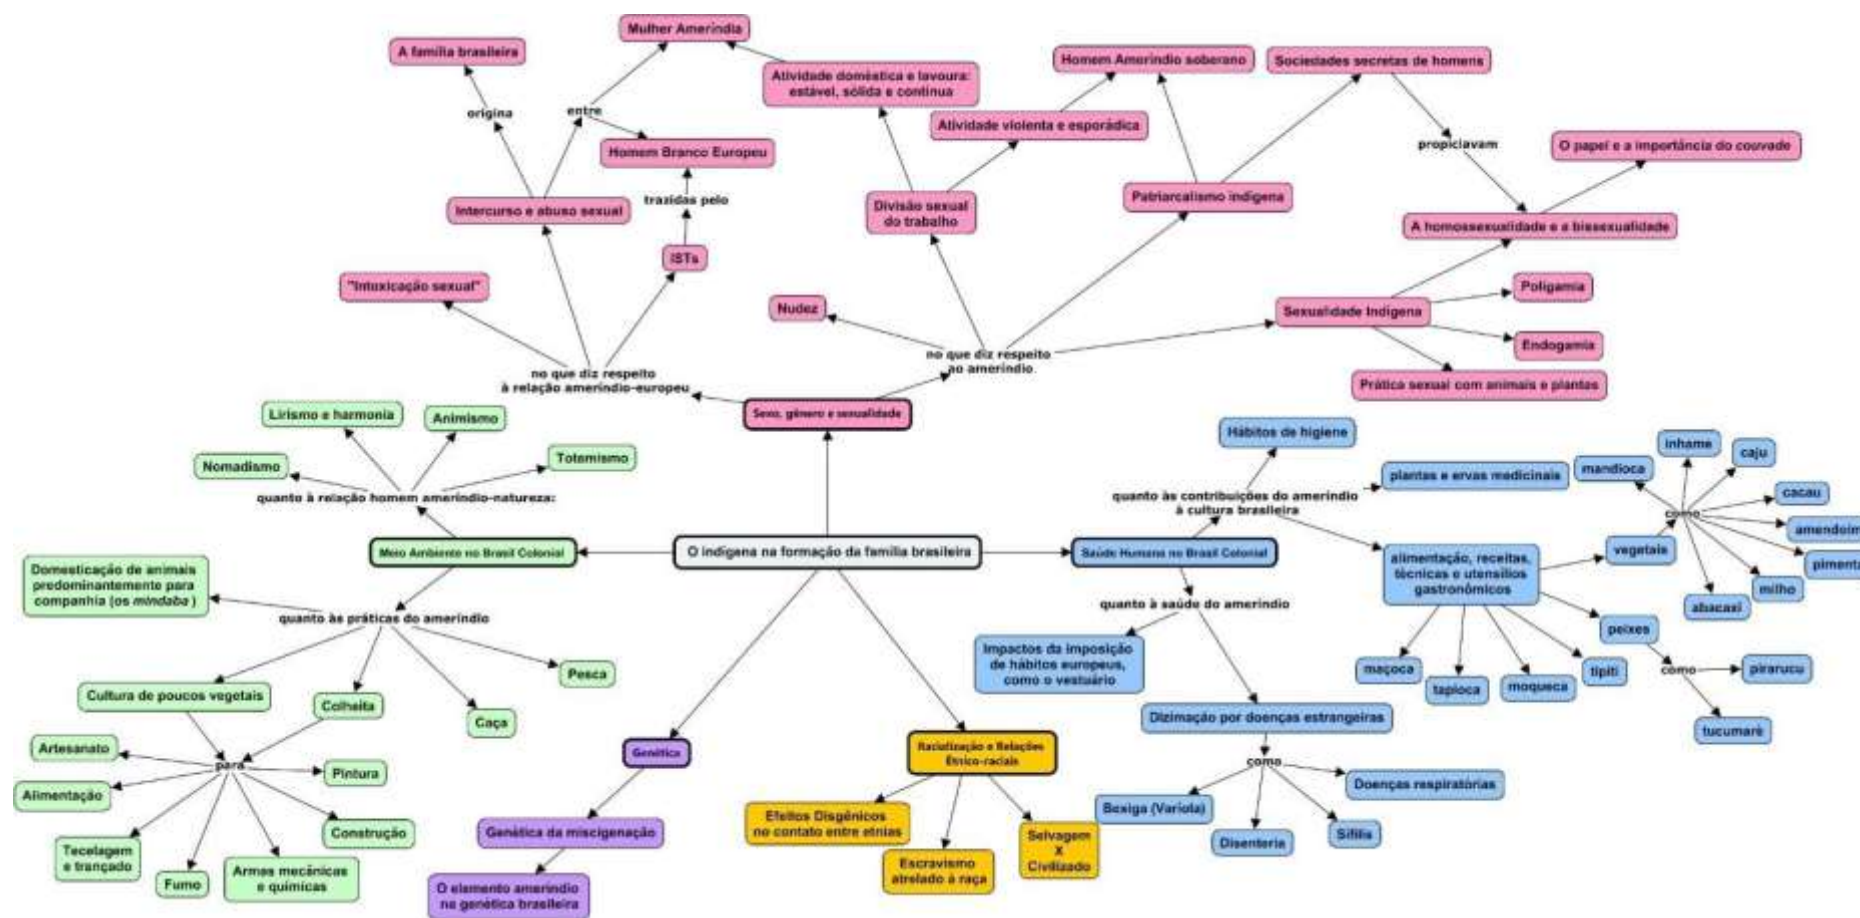 Mulher Ameríndia
A família brasileira
Homem Ameríndio soberano
Sociedades secretas de homens
Atividade doméstica e lavoura:
estável, sólida e contínua
origina
entre
Atividade violenta e esporádica
propiciavam
O papel e a importância do couvade
Homem Branco Europeu
Intercurso e abuso sexual
trazidas pelo
Divisão sexual
do trabalho
Patriarcalismo indígena
A homossexualidade e a bissexualidade
ISTs
"Intoxicação sexual"
Nudez
Sexualidade Indígena
Poligamia
Endogamia
Prática sexual com animais e plantas
no que diz respeito
ao ameríndio
no que diz respeito
à relação ameríndio-europeu
Sexo, gênero e sexualidade
Lirismo e harmonia
Animismo
Nomadismo
Totemismo
quanto à relação homem ameríndio-natureza:
Hábitos de higiene
plantas e ervas medicinais
quanto às contribuições do ameríndio
à cultura brasileira
inhame
mandioca
caju
cacau
como
amendoim
pimenta
milho
abacaxi
vegetais
Meio Ambiente no Brasil Colonial
O indígena na formação da família brasileira
Saúde Humana no Brasil Colonial
alimentação, receitas,
técnicas e utensílios
gastronômicos
Domesticação de animais
predominantemente para
companhia (os mindaba )
quanto às práticas do ameríndio
quanto à saúde do ameríndio
peixes
como
pirarucu
tucumarè
maçoca
tapioca
moqueca
tipiti
Impactos da imposição
de hábitos europeus,
como o vestuário
Pesca
Cultura de poucos vegetais
Colheita
Caça
Dizimação por doenças estrangeiras
como
Doenças respiratórias
Bexiga (Varíola)
Disenteria
Sífilis
Artesanato
para
Pintura
Alimentação
Construção
Tecelagem
e trançado
Fumo
Armas mecânicas
e químicas
Genética
Genética da miscigenação
O elemento ameríndio
na genética brasileira
Racialização e Relações
Étnico-raciais
Efeitos Disgênicos
no contato entre etnias
Escravismo
atrelado à raça
Selvagem
X
Civilizado